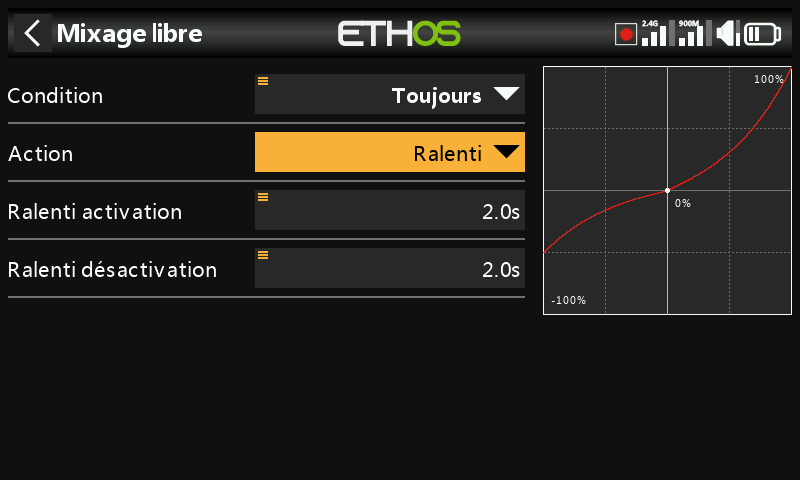 Mixage libre
ETHOS
2.4G
900M
Condition
Toujours
Action
Ralenti
Ralenti activation
2.0s
Ralenti désactivation
2.0s
100%
0%
-100%